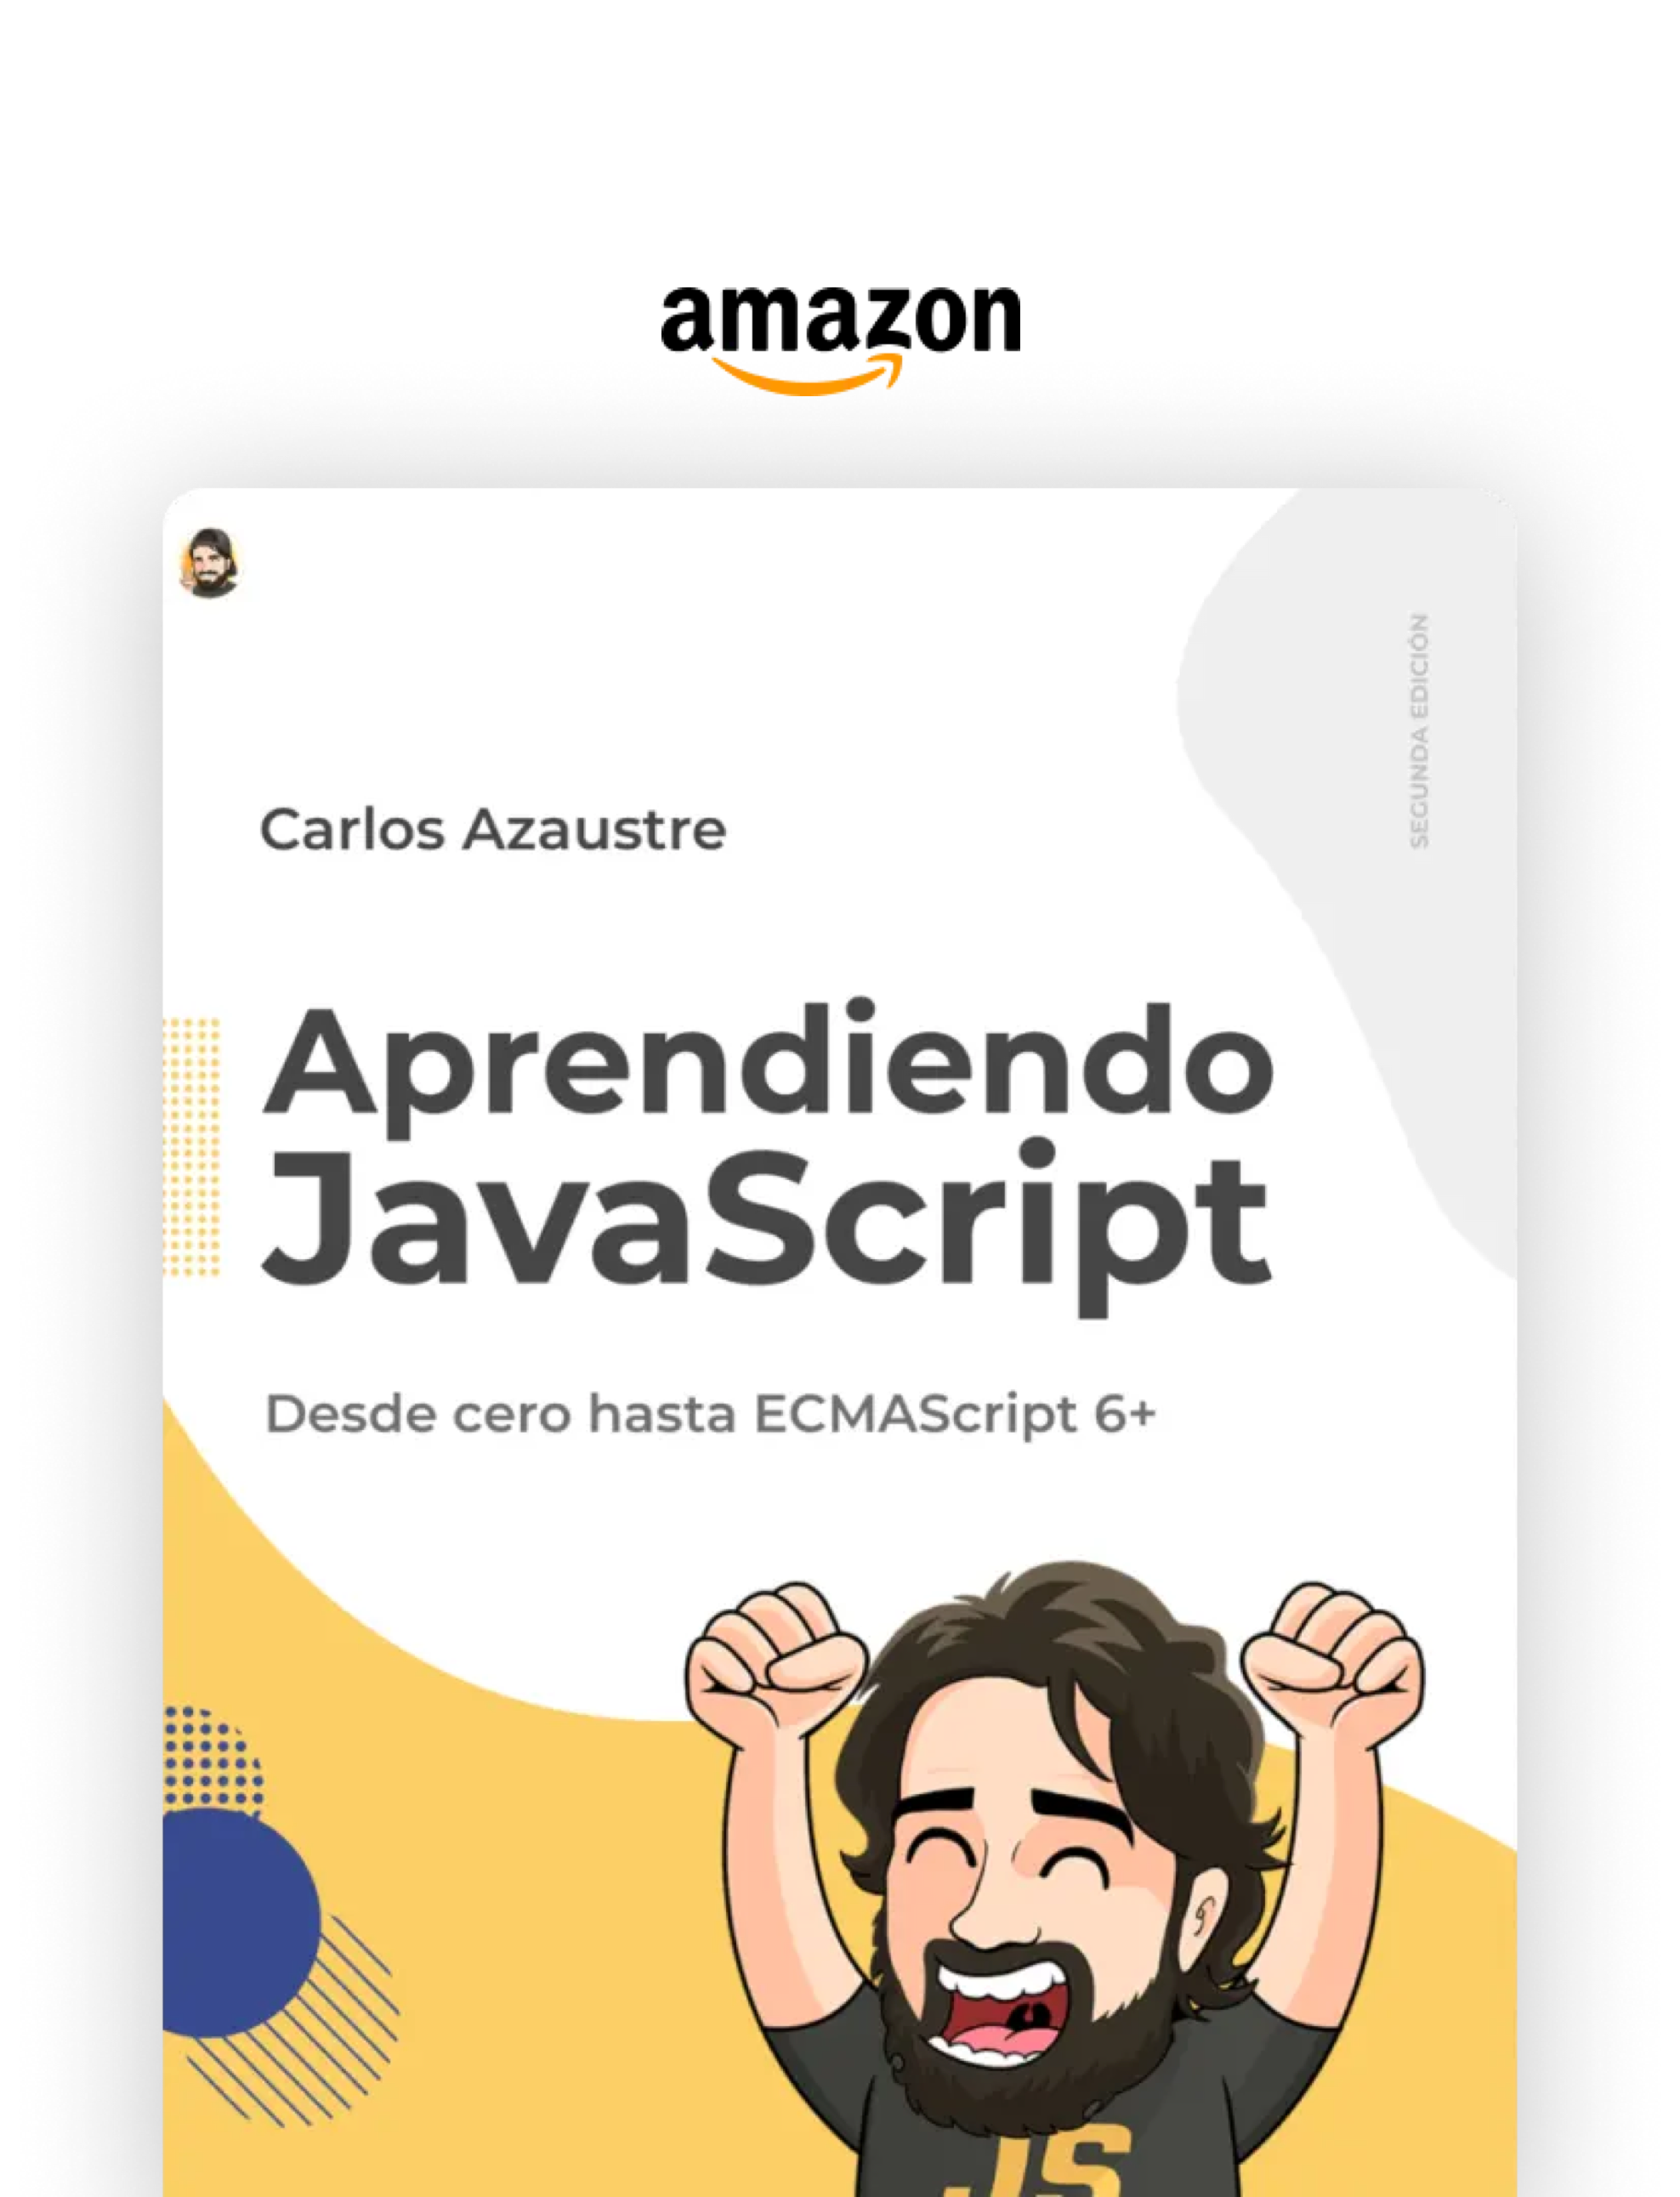 amazon
SEGUNDA EDICIÓN
Carlos Azaustre
Aprendiendo
JavaScript
Desde cero hasta ECMAScript 6+
JS